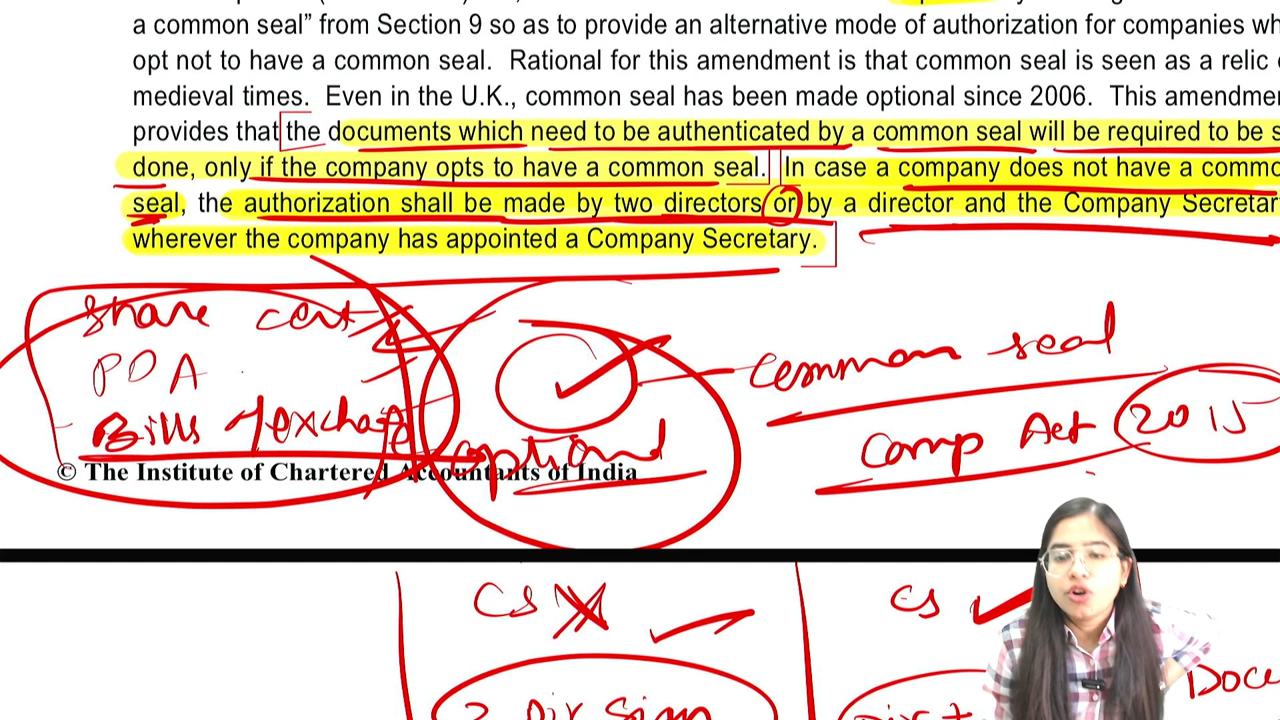 a common seal" from Section 9 so as to provide an alternative mode of authorization for companies wh
opt not to have a common seal. Rational for this amendment is that common seal is seen as a relic
medieval times. Even in the U.K., common seal has been made optional since 2006. This amendme
provides that the documents which need to be authenticated by a common seal will be required to be s
done, only if the company opts to have a common seal. In case a company does not have a commo
seal, the authorization shall be made by two directors or by a director and the Company Secretar
wherever the company has appointed a Company Secretary.
Share cert
POA
Bills of exchage
optional
common seal
Comp Act 2015
© The Institute of Chartered Accountants of India
CS
CS
2 Dir Sign
Dir +
Docu